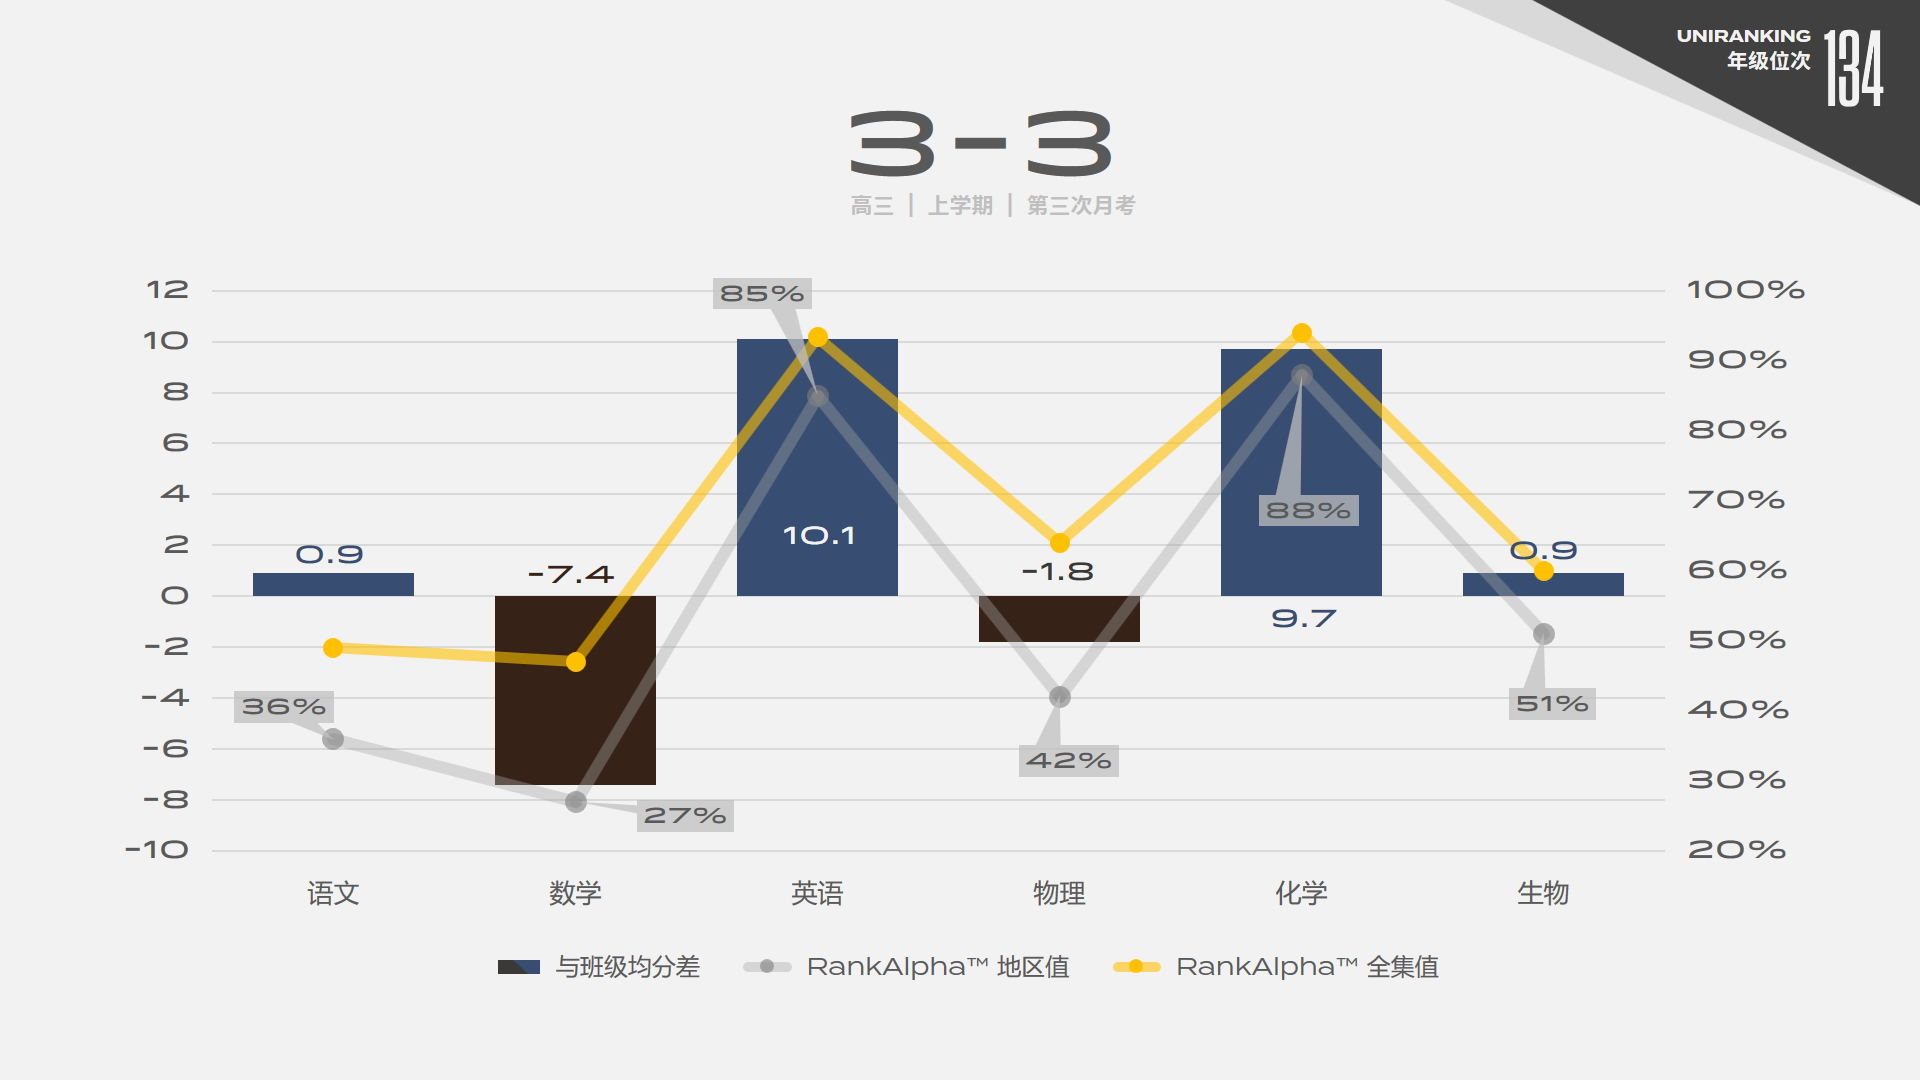 UNIRANKING
年级位次
134
3-3
高三 | 上学期 | 第三次月考
12
10
8
6
4
2
0
-2
-4
-6
-8
-10
100%
90%
80%
70%
60%
50%
40%
30%
20%
0.9
-7.4
10.1
-1.8
9.7
0.9
36%
27%
85%
42%
88%
51%
语文
数学
英语
物理
化学
生物
与班级均分差
RankAlpha™ 地区值
RankAlpha™ 全集值